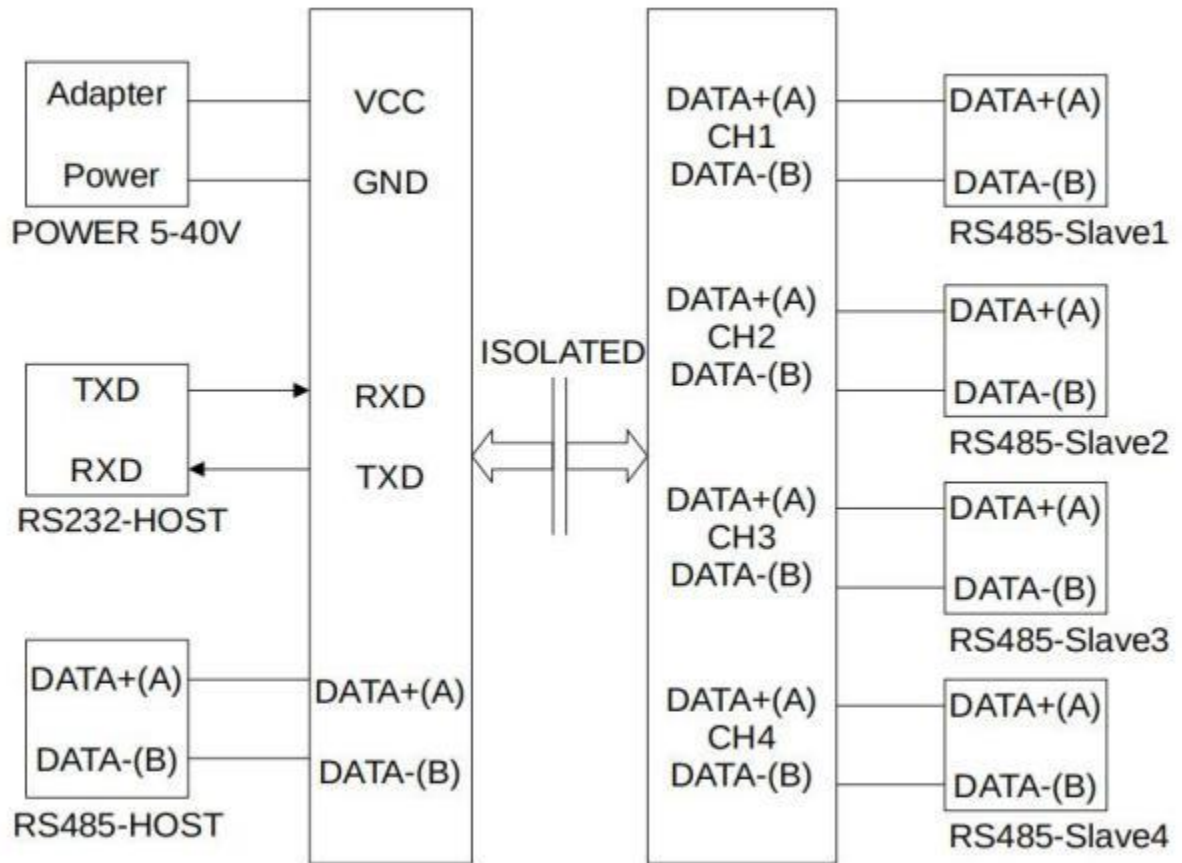 Adapter
Power
POWER 5-40V
TXD
RXD
RS232-HOST
DATA+(A)
DATA-(B)
RS485-HOST
VCC
GND
RXD
TXD
DATA+(A)
DATA-(B)
ISOLATED
DATA+(A)
CH1
DATA-(B)
DATA+(A)
CH2
DATA-(B)
DATA+(A)
CH3
DATA-(B)
DATA+(A)
CH4
DATA-(B)
DATA+(A)
DATA-(B)
RS485-Slave1
DATA+(A)
DATA-(B)
RS485-Slave2
DATA+(A)
DATA-(B)
RS485-Slave3
DATA+(A)
DATA-(B)
RS485-Slave4